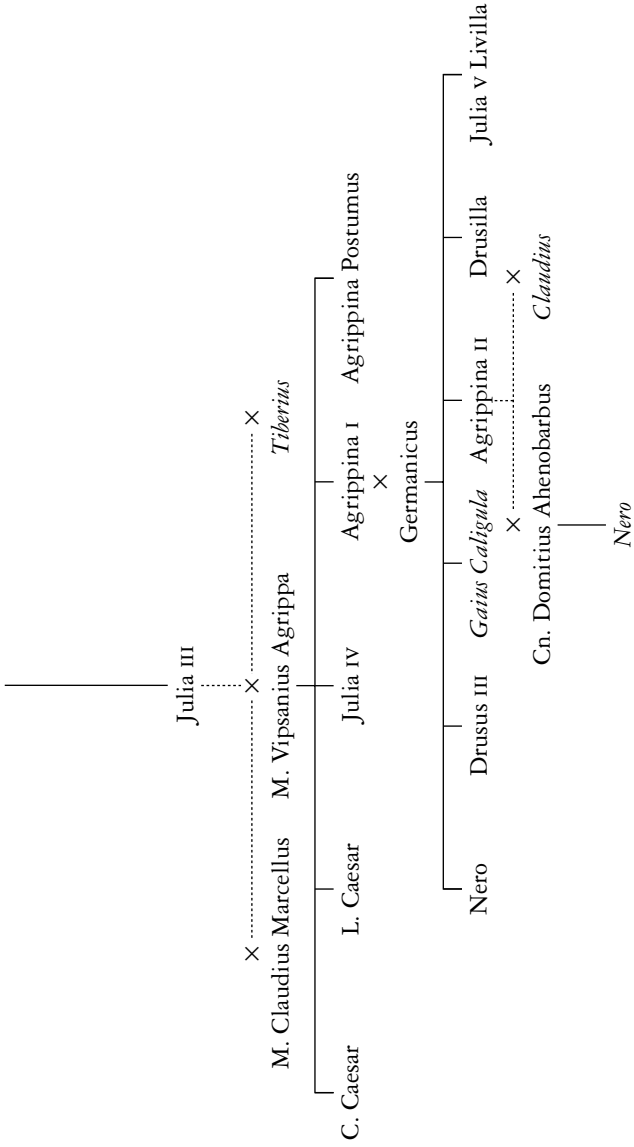 Julia III
M. Claudius Marcellus M. Vipsanius Agrippa Tiberius
C. Caesar L. Caesar Julia IV Agrippina I Agrippina Postumus
Germanicus
Nero Drusus III Gaius Caligula Agrippina II Drusilla Julia V Livilla
Cn. Domitius Ahenobarbus Claudius
Nero